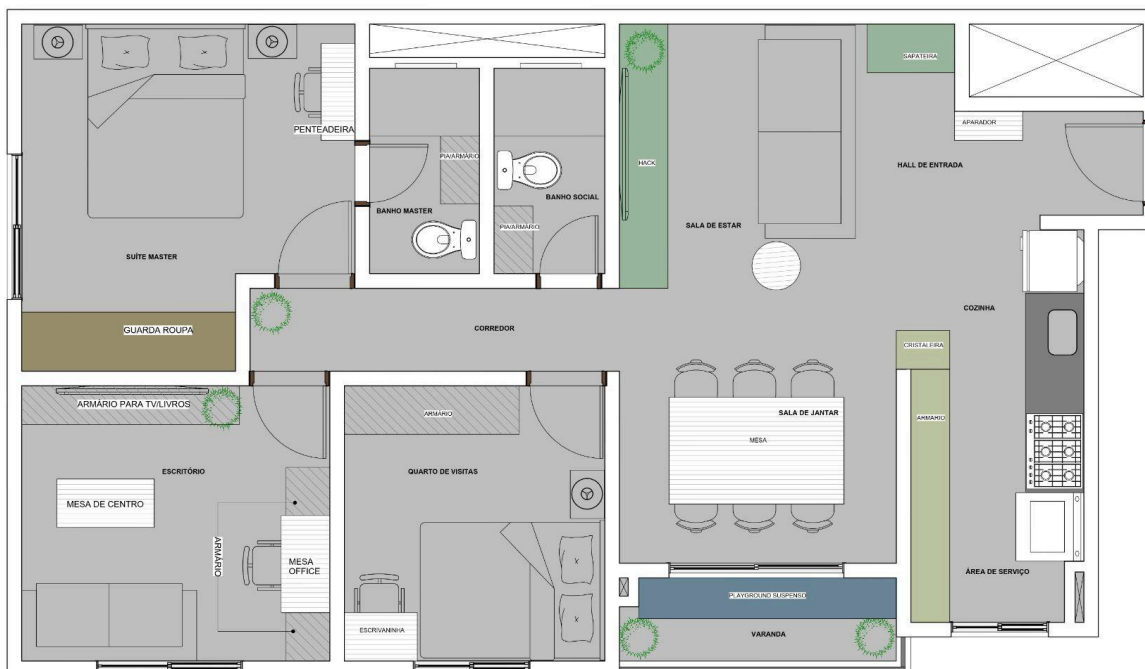 SAPATEIRA
APARADOR
PENTEADEIRA
PIA/ARMÁRIO
HACK
HALL DE ENTRADA
BANHO MASTER
BANHO SOCIAL
PIA/ARMÁRIO
SALA DE ESTAR
SUÍTE MASTER
COZINHA
GUARDA ROUPA
CORREDOR
CRISTALEIRA
ARMÁRIO PARA TV/LIVROS
ARMÁRIO
SALA DE JANTAR
ARMÁRIO
MESA
ESCRITÓRIO
QUARTO DE VISITAS
MESA DE CENTRO
ARMÁRIO
MESA
OFFICE
ÁREA DE SERVIÇO
PLAYGROUND SUSPENSO
ESCRIVANINHA
VARANDA